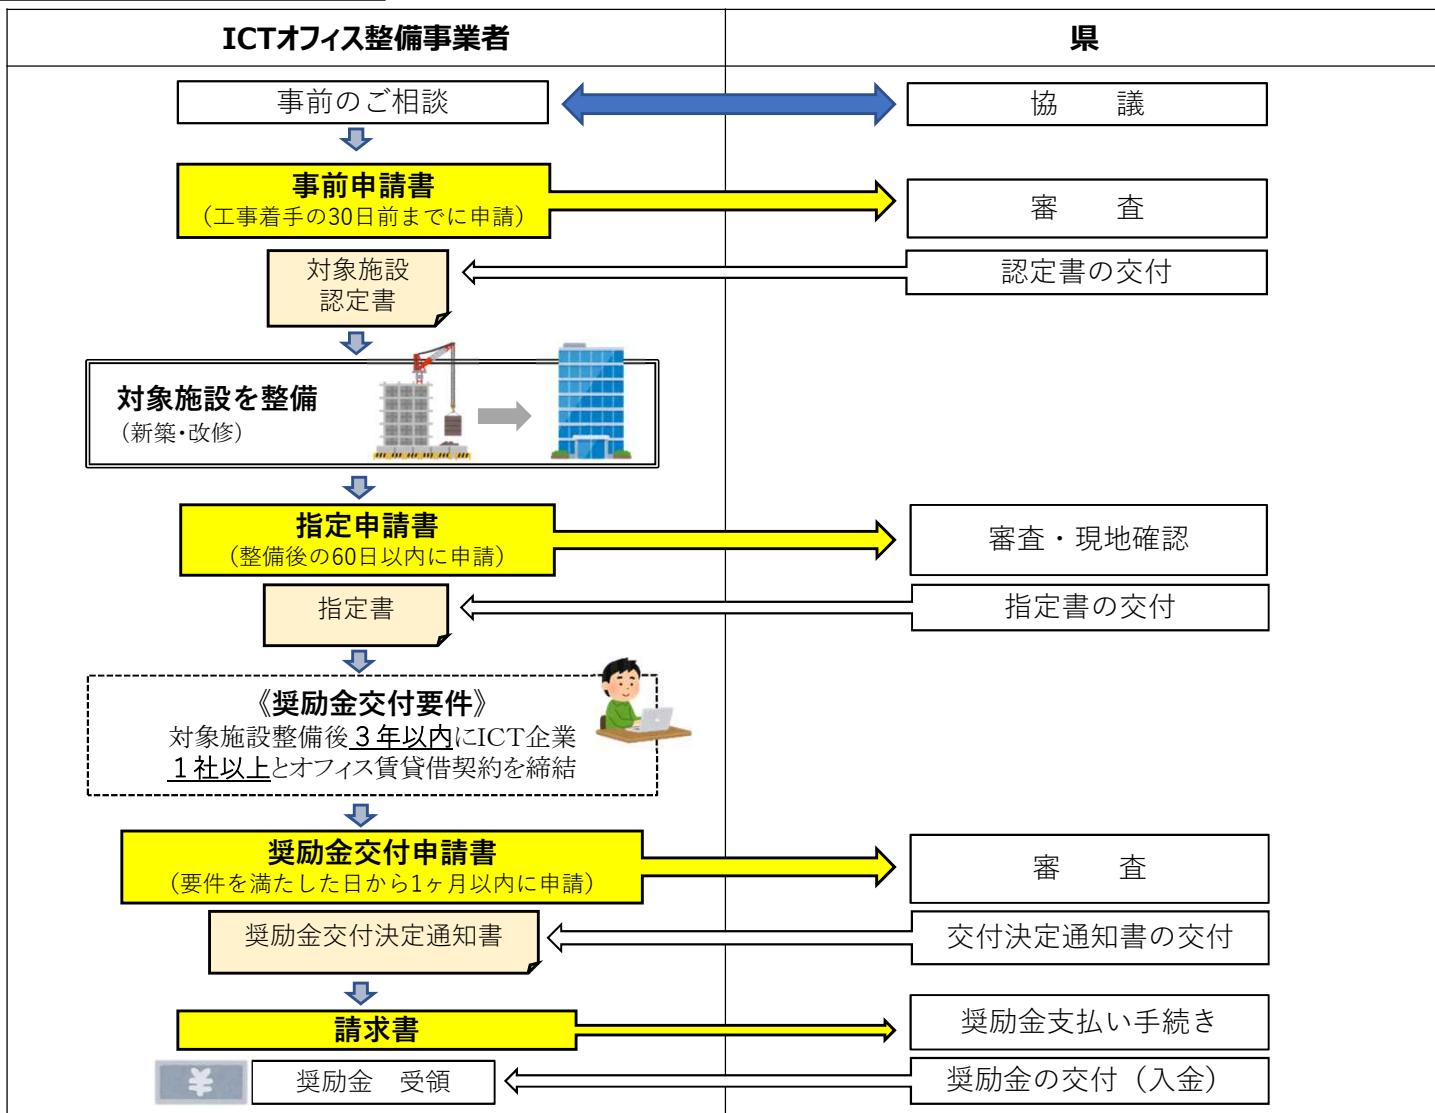 ICTオフィス整備事業者
県
事前のご相談
協　　議
事前申請書
（工事着手の30日前までに申請）
審　　査
対象施設
認定書
認定書の交付
対象施設を整備
（新築・改修）
指定申請書
（整備後の60日以内に申請）
審査・現地確認
指定書
指定書の交付
《奨励金交付要件》
対象施設整備後３年以内にICT企業
１社以上とオフィス賃貸借契約を締結
奨励金交付申請書
（要件を満たした日から1ヶ月以内に申請）
審　　査
奨励金交付決定通知書
交付決定通知書の交付
請求書
奨励金支払い手続き
¥
奨励金　受領
奨励金の交付（入金）